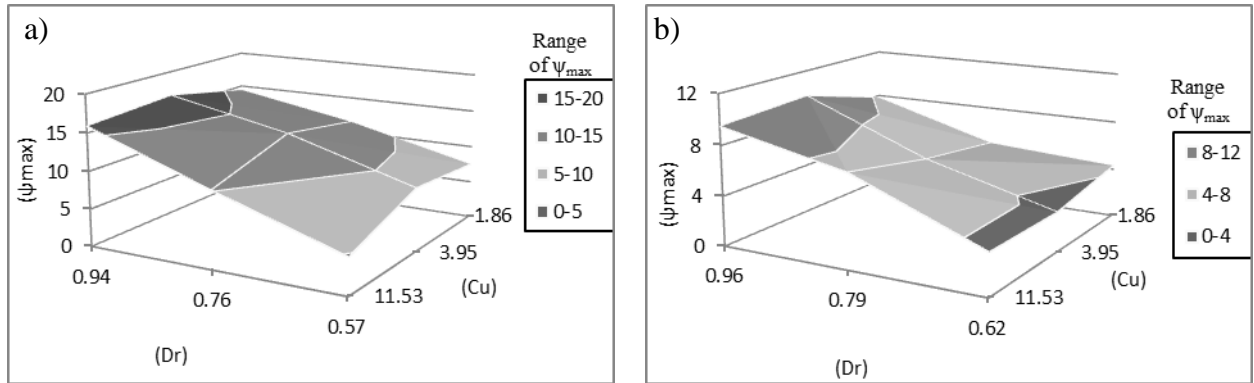 a)
20
15
10
5
0
(ψmax)
0.94
0.76
0.57
(Dr)
11.53
3.95
1.86
(Cu)
Range
of ψmax
15-20
10-15
5-10
0-5
b)
12
8
4
0
(ψmax)
0.96
0.79
0.62
(Dr)
11.53
3.95
1.86
(Cu)
Range
of ψmax
8-12
4-8
0-4